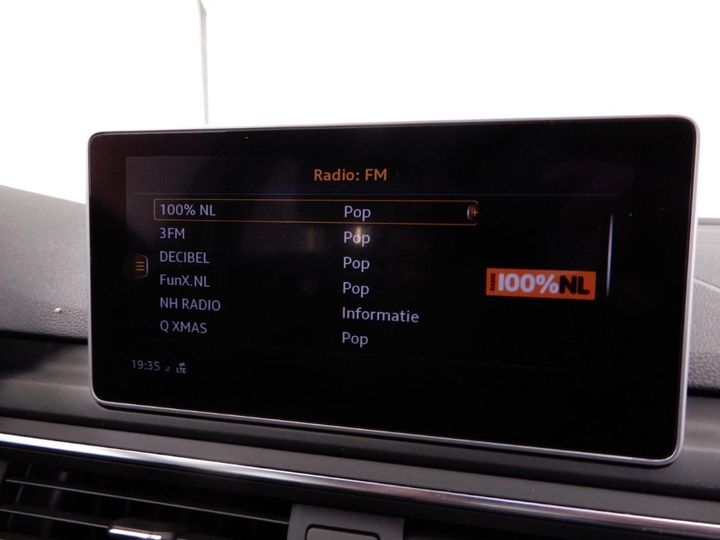 Radio: FM
100% NL Pop
3FM Pop
DECIBEL Pop
FunX.NL Pop
NH RADIO Informatie
Q XMAS Pop
100%NL
19:35 LTE